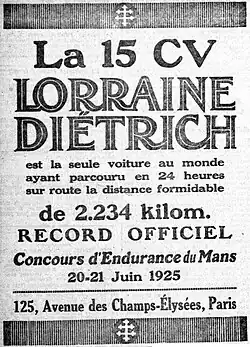 La 15 CV
LORRAINE
DIÉTRICH
est la seule voiture au monde
ayant parcouru en 24 heures
sur route la distance formidable
de 2.234 kilom.
RECORD OFFICIEL
Concours d'Endurance du Mans
20-21 Juin 1925
125, Avenue des Champs-Élysées, Paris